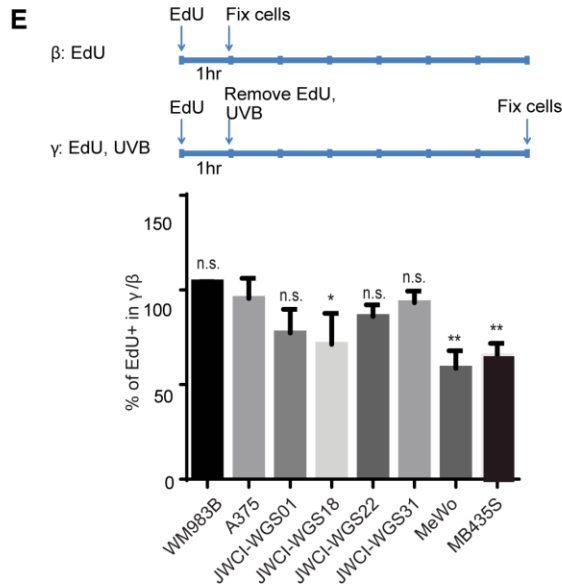 E
EdU Fix cells
β: EdU
1hr
EdU Remove EdU,
UVB Fix cells
γ: EdU, UVB
1hr
% of EdU+ in γ/β
150
100
50
0
n.s.
n.s.
*
n.s.
n.s.
**
**
WM983B
A375
JWCI-WGS01
JWCI-WGS18
JWCI-WGS22
JWCI-WGS31
MeWo
MB435S